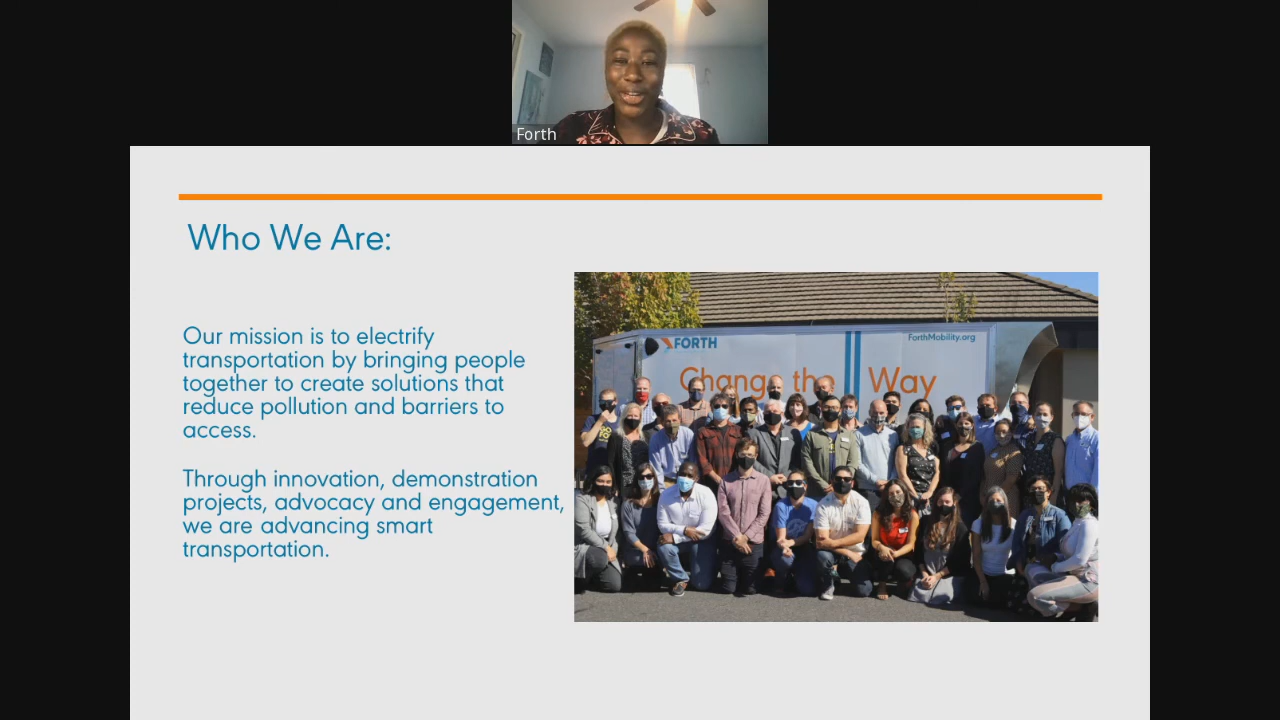 Forth
Who We Are:
Our mission is to electrify
transportation by bringing people
together to create solutions that
reduce pollution and barriers to
access.
Through innovation, demonstration
projects, advocacy and engagement,
we are advancing smart
transportation.
FORTH
ForthMobility.org
Change the Way